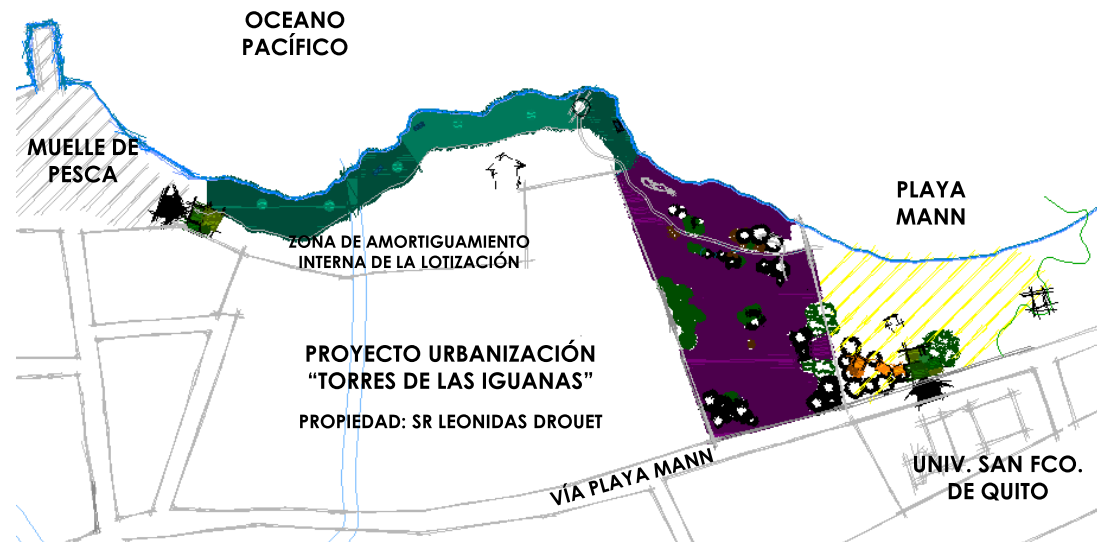 OCEANO
PACÍFICO
MUELLE DE
PESCA
PLAYA
MANN
ZONA DE AMORTIGUAMIENTO
INTERNA DE LA LOTIZACIÓN
PROYECTO URBANIZACIÓN
“TORRES DE LAS IGUANAS”
PROPIEDAD: SR LEONIDAS DROUET
VÍA PLAYA MANN
UNIV. SAN FCO.
DE QUITO